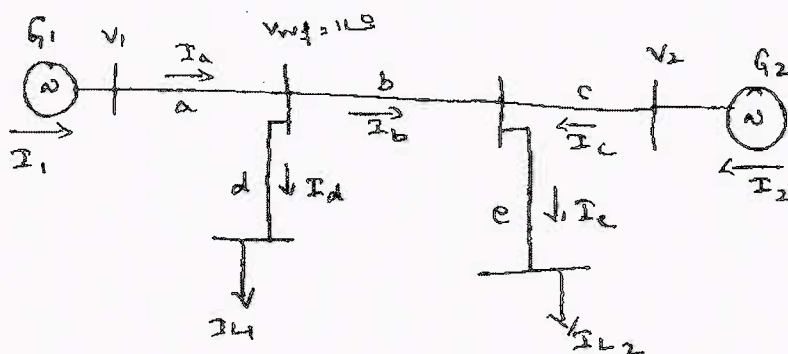 G1
V1
Ia
Vref = 1∠0
a
I1
b
Ib
c
Ic
V2
G2
I2
d
Id
e
Ie
IL1
IL2